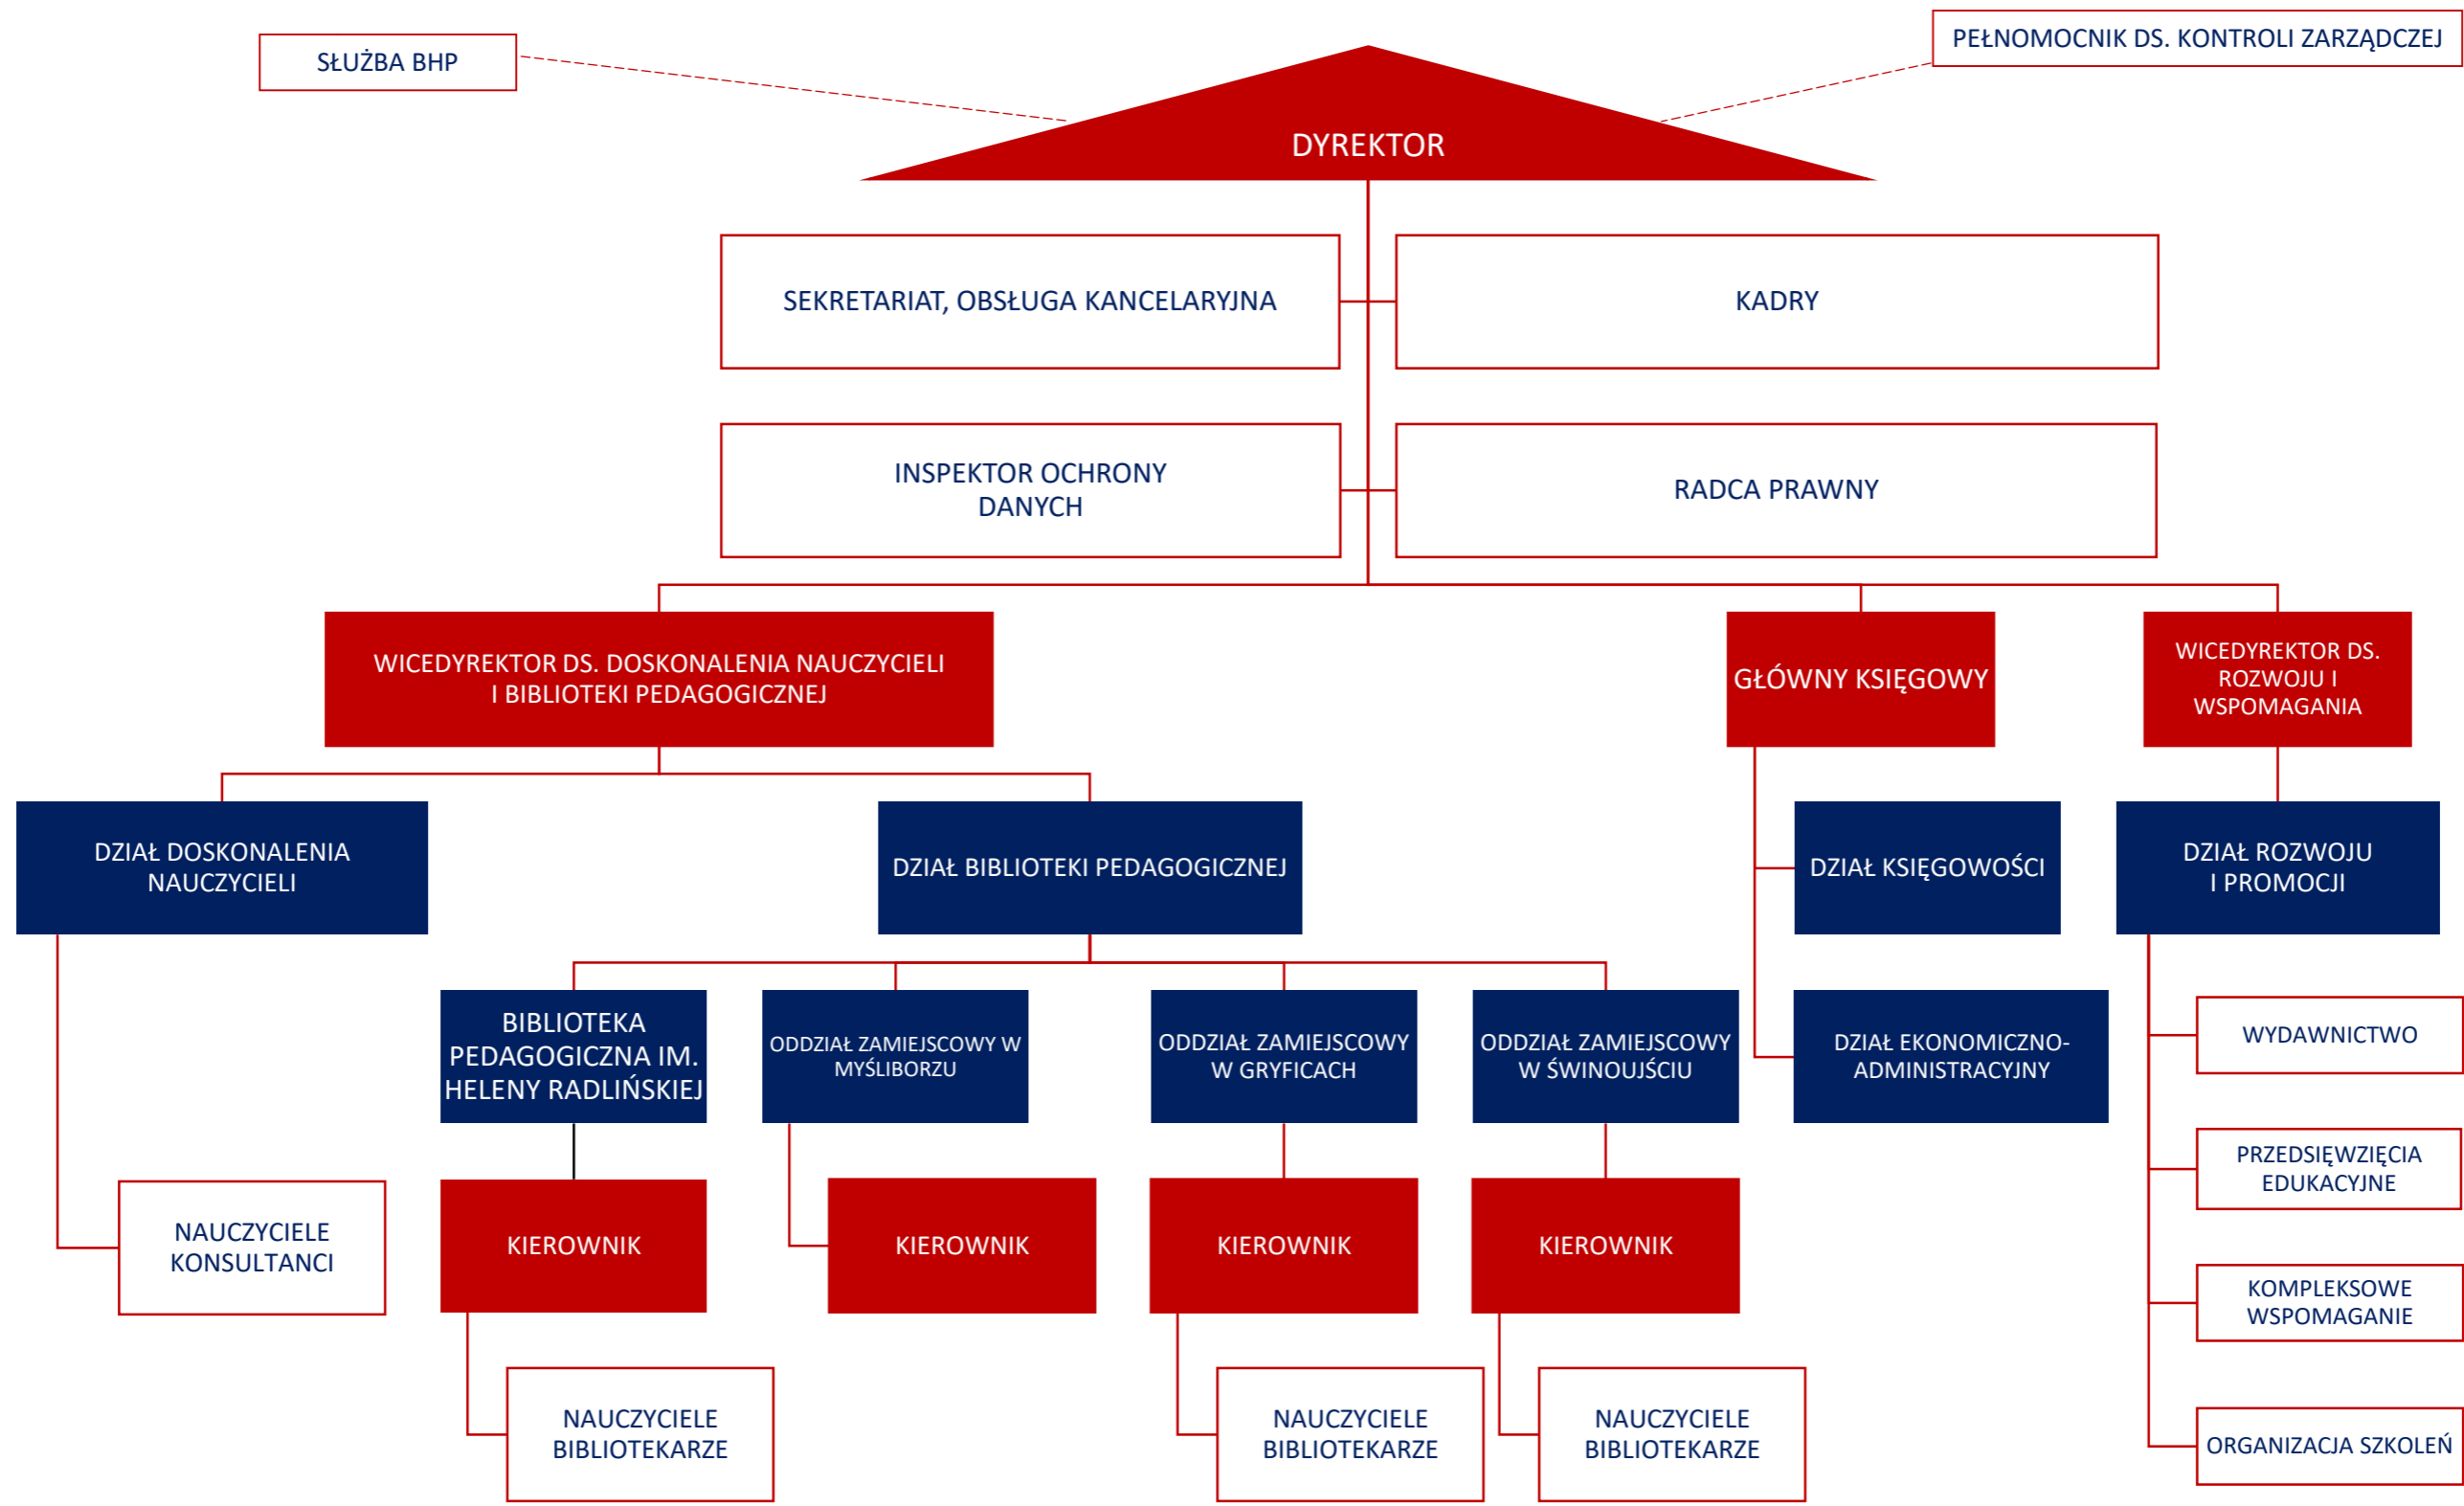 SŁUŻBA BHP
PEŁNOMOCNIK DS. KONTROLI ZARZĄDCZEJ
DYREKTOR
SEKRETARIAT, OBSŁUGA KANCELARYJNA
KADRY
INSPEKTOR OCHRONY
DANYCH
RADCA PRAWNY
WICEDYREKTOR DS. DOSKONALENIA NAUCZYCIELI
I BIBLIOTEKI PEDAGOGICZNEJ
GŁÓWNY KSIĘGOWY
WICEDYREKTOR DS.
ROZWOJU I
WSPOMAGANIA
DZIAŁ DOSKONALENIA
NAUCZYCIELI
DZIAŁ BIBLIOTEKI PEDAGOGICZNEJ
DZIAŁ KSIĘGOWOŚCI
DZIAŁ ROZWOJU
I PROMOCJI
BIBLIOTEKA
PEDAGOGICZNA IM.
HELENY RADLIŃSKIEJ
ODDZIAŁ ZAMIEJSCOWY W
MYŚLIBORZU
ODDZIAŁ ZAMIEJSCOWY
W GRYFICACH
ODDZIAŁ ZAMIEJSCOWY
W ŚWINOUJŚCIU
DZIAŁ EKONOMICZNO-
ADMINISTRACYJNY
WYDAWNICTWO
PRZEDSIĘWZIĘCIA
EDUKACYJNE
NAUCZYCIELE
KONSULTANCI
KIEROWNIK
KIEROWNIK
KIEROWNIK
KIEROWNIK
KOMPLEKSOWE
WSPOMAGANIE
NAUCZYCIELE
BIBLIOTEKARZE
NAUCZYCIELE
BIBLIOTEKARZE
NAUCZYCIELE
BIBLIOTEKARZE
ORGANIZACJA SZKOLEŃ